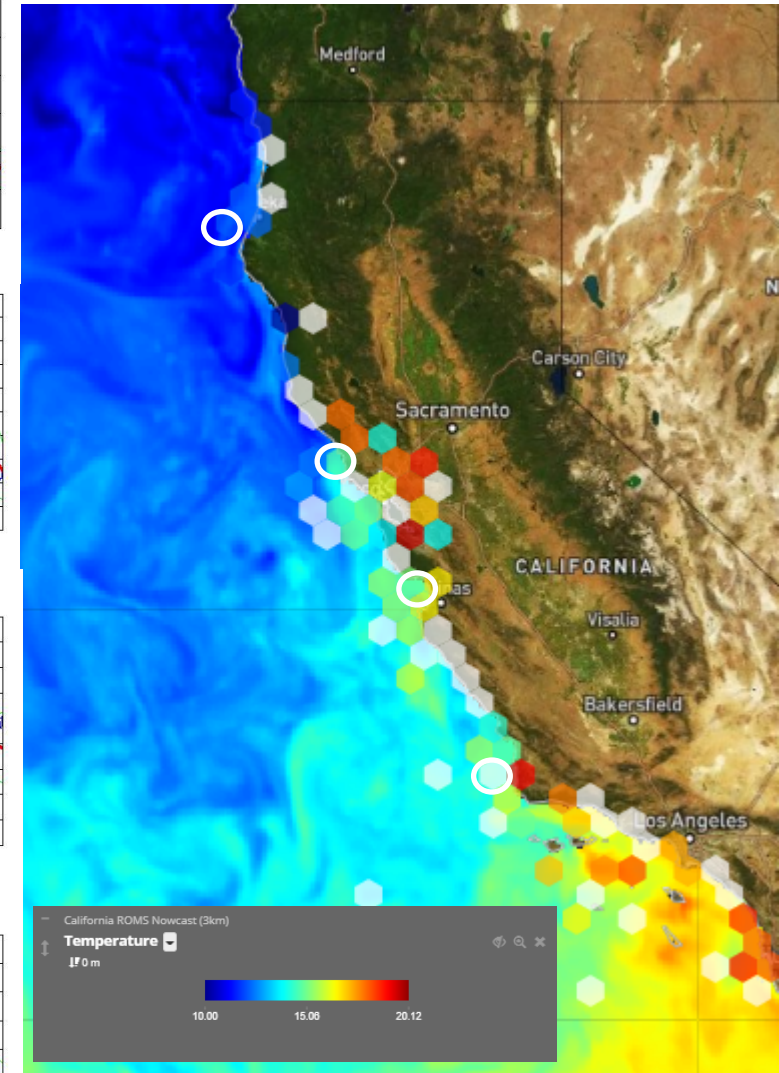 Medford
Carson City
Sacramento
CALIFORNIA
Visalia
Bakersfield
Los Angeles
California ROMS Nowcast (3km)
Temperature
0 m
10.00 15.06 20.12